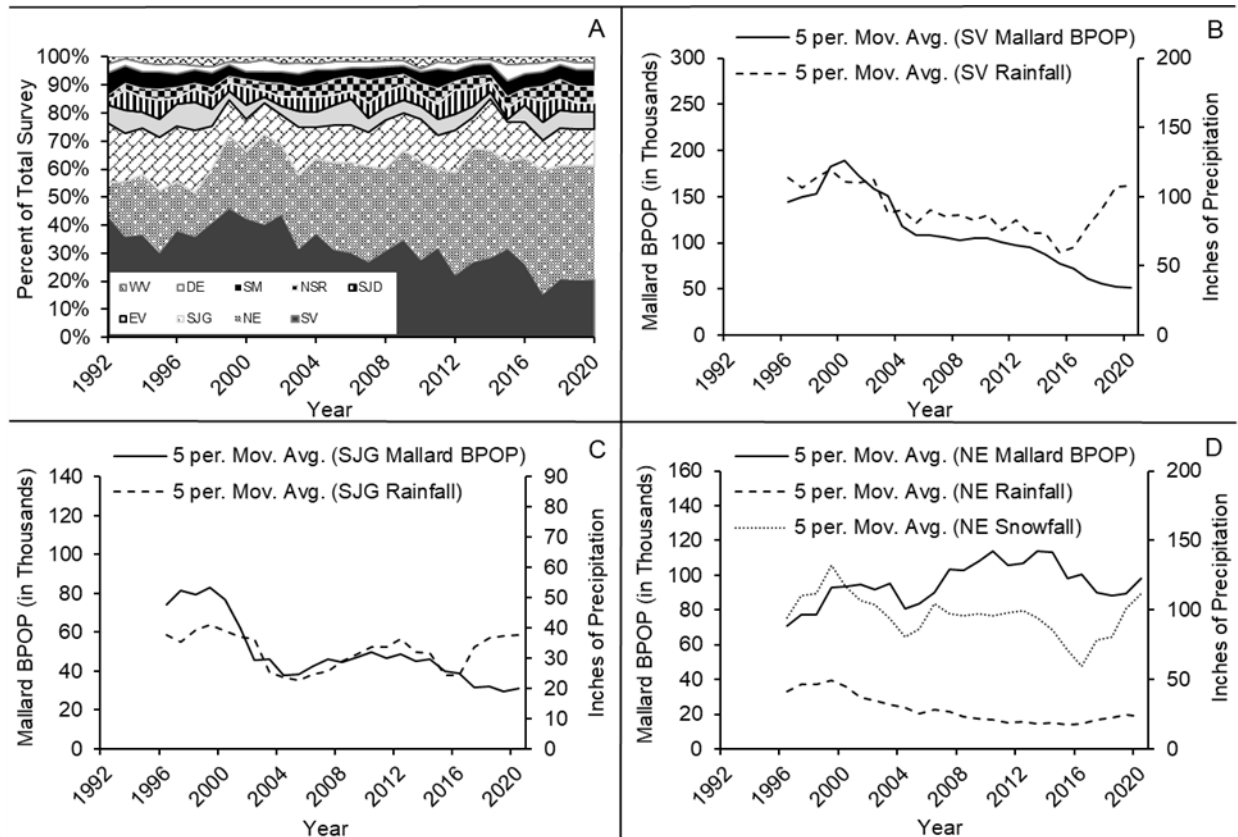 A
Percent of Total Survey
100%
90%
80%
70%
60%
50%
40%
30%
20%
10%
0%
WV DE SM NSR SJD
EV SJG NE SV
1992 1996 2000 2004 2008 2012 2016 2020
Year
B
5 per. Mov. Avg. (SV Mallard BPOP)
5 per. Mov. Avg. (SV Rainfall)
Mallard BPOP (in Thousands)
300 200
250
200 150
150 100
100
50 50
0 0
Inches of Precipitation
1992 1996 2000 2004 2008 2012 2016 2020
Year
C
5 per. Mov. Avg. (SJG Mallard BPOP)
5 per. Mov. Avg. (SJG Rainfall)
Mallard BPOP (in Thousands)
140 90
120 80
100 70
80 60
60 50
40 40
20 30
0 20
10
0
Inches of Precipitation
1992 1996 2000 2004 2008 2012 2016 2020
Year
D
5 per. Mov. Avg. (NE Mallard BPOP)
5 per. Mov. Avg. (NE Rainfall)
5 per. Mov. Avg. (NE Snowfall)
Mallard BPOP (in Thousands)
160 200
140
120 150
100
80 100
60
40 50
20
0 0
Inches of Precipitation
1992 1996 2000 2004 2008 2012 2016 2020
Year